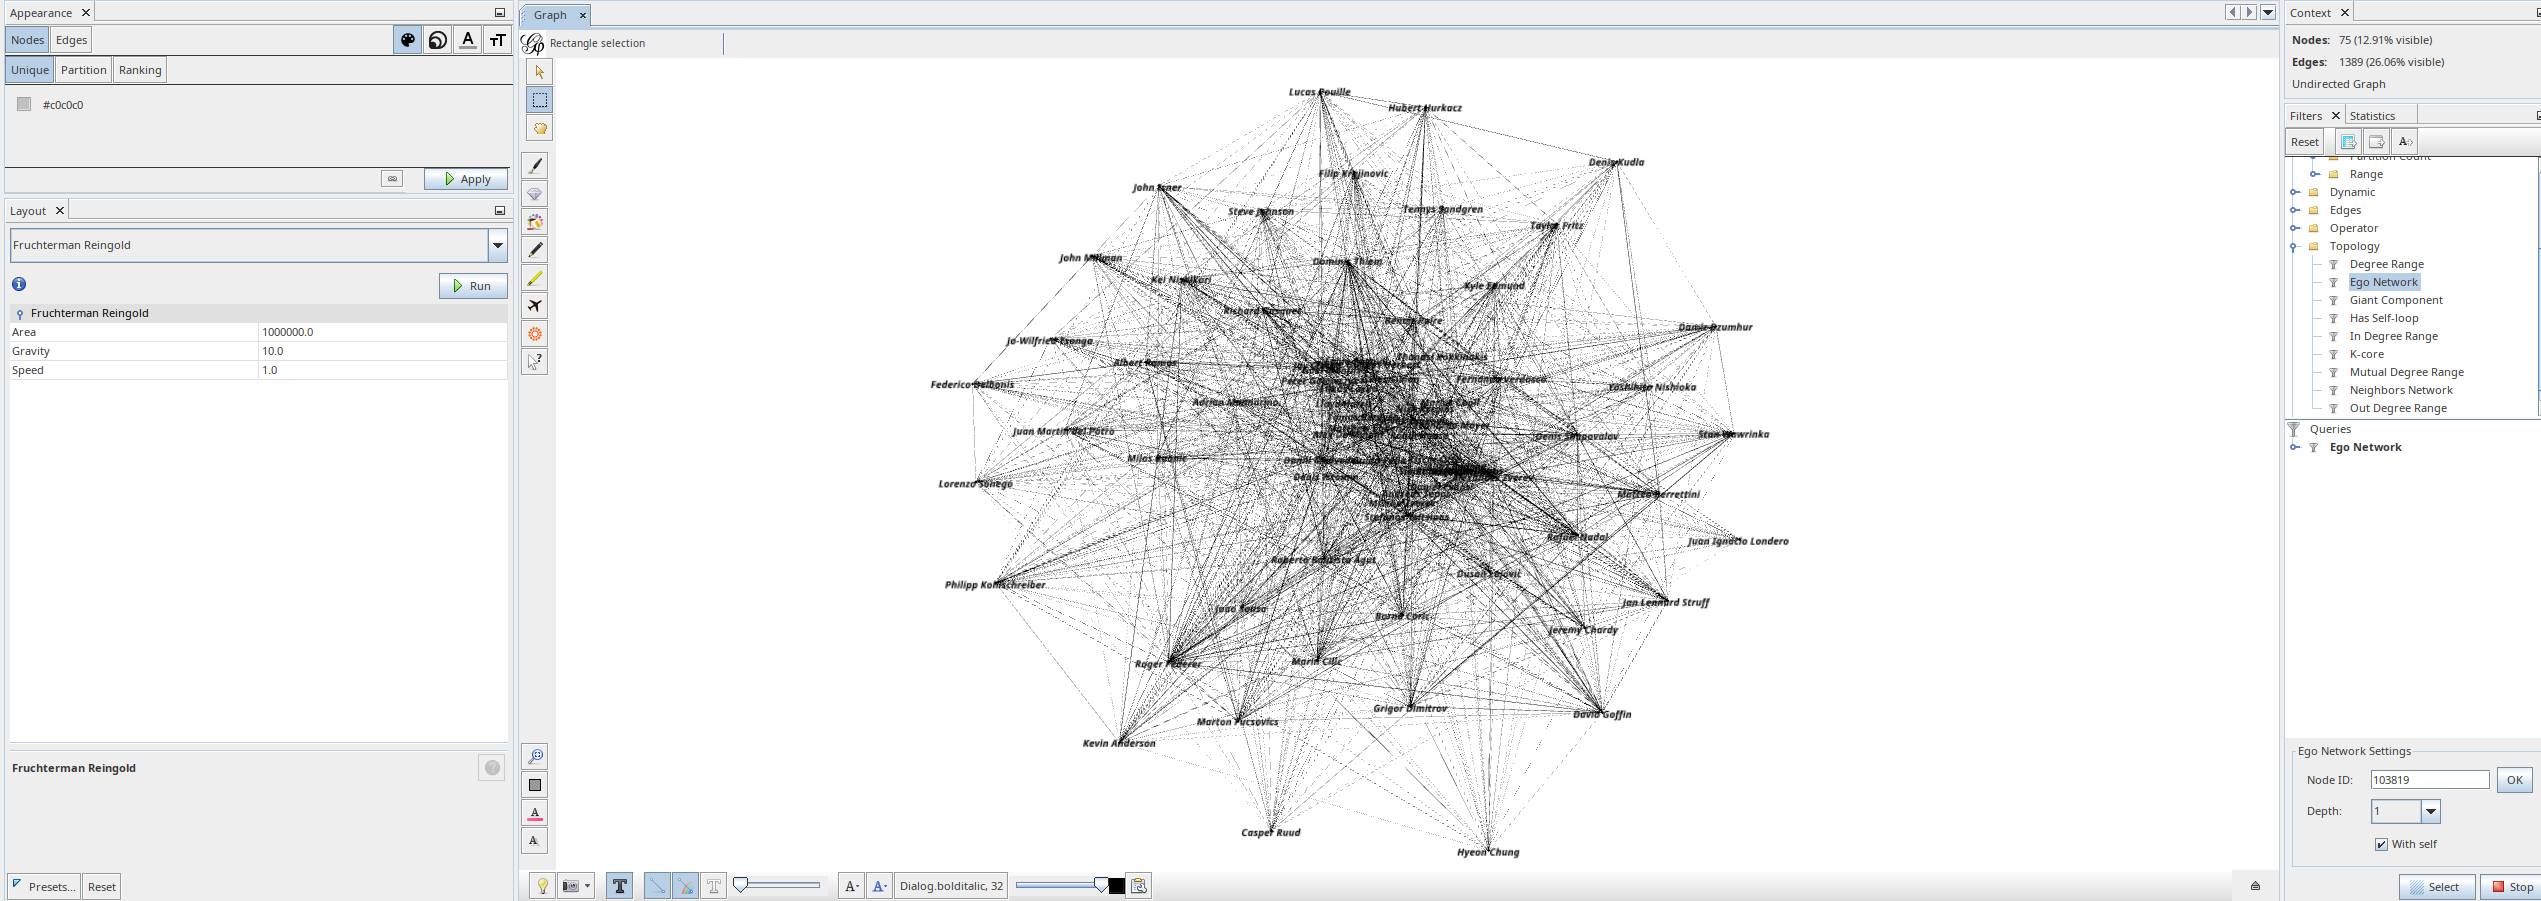 Appearance
Nodes Edges
Unique Partition Ranking
#c0c0c0
Apply
Layout
Fruchterman Reingold
Run
Fruchterman Reingold
Area 1000000.0
Gravity 10.0
Speed 1.0
Fruchterman Reingold
Presets... Reset
Graph
Rectangle selection
Lucas Pouille
Hubert Hurkacz
Denis Kudla
Filip Krajinovic
John Isner
Steve Johnson
Tennys Sandgren
Taylor Fritz
John Millman
Dominic Thiem
Kei Nishikori
Kyle Edmund
Richard Gasquet
Benoit Paire
Damir Dzumhur
Jo-Wilfried Tsonga
Thanasi Kokkinakis
Albert Ramos
Fernando Verdasco
Federico Delbonis
Yoshihito Nishioka
Adrian Mannarino
Juan Martin del Potro
Denis Shapovalov
Stan Wawrinka
Milos Raonic
Lorenzo Sonego
Matteo Berrettini
Stefanos Tsitsipas
Rafael Nadal
Juan Ignacio Londero
Roberto Bautista Agut
Dusan Lajovic
Philipp Kohlschreiber
Jan Lennard Struff
Joao Sousa
Borna Coric
Jeremy Chardy
Roger Federer
Marin Cilic
Grigor Dimitrov
David Goffin
Marton Fucsovics
Kevin Anderson
Casper Ruud
Hyeon Chung
Dialog.bolditalic, 32
Context
Nodes: 75 (12.91% visible)
Edges: 1389 (26.06% visible)
Undirected Graph
Filters Statistics
Reset
Partition Count
Range
Dynamic
Edges
Operator
Topology
Degree Range
Ego Network
Giant Component
Has Self-loop
In Degree Range
K-core
Mutual Degree Range
Neighbors Network
Out Degree Range
Queries
Ego Network
Ego Network Settings
Node ID: 103819 OK
Depth: 1
With self
Select Stop